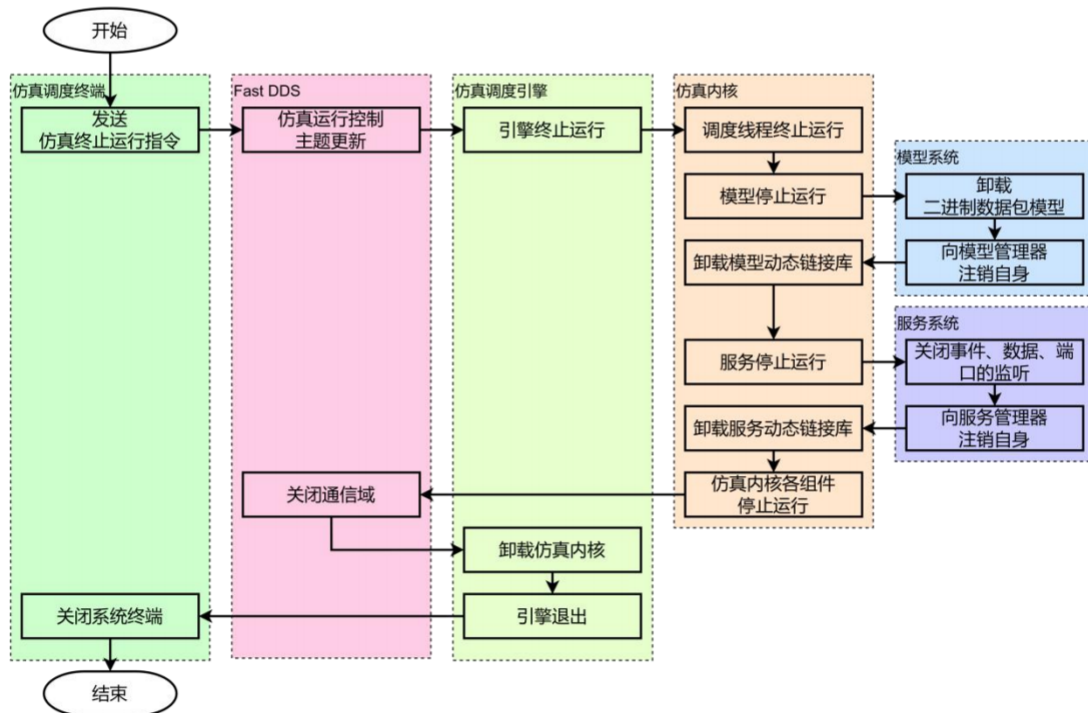 开始
仿真调度终端
发送
仿真终止运行指令
Fast DDS
仿真运行控制
主题更新
仿真调度引擎
引擎终止运行
仿真内核
调度线程终止运行
模型停止运行
模型系统
卸载
二进制数据包模型
向模型管理器
注销自身
卸载模型动态链接库
服务停止运行
服务系统
关闭事件、数据、端
口的监听
向服务管理器
注销自身
卸载服务动态链接库
仿真内核各组件
停止运行
关闭通信域
卸载仿真内核
引擎退出
关闭系统终端
结束